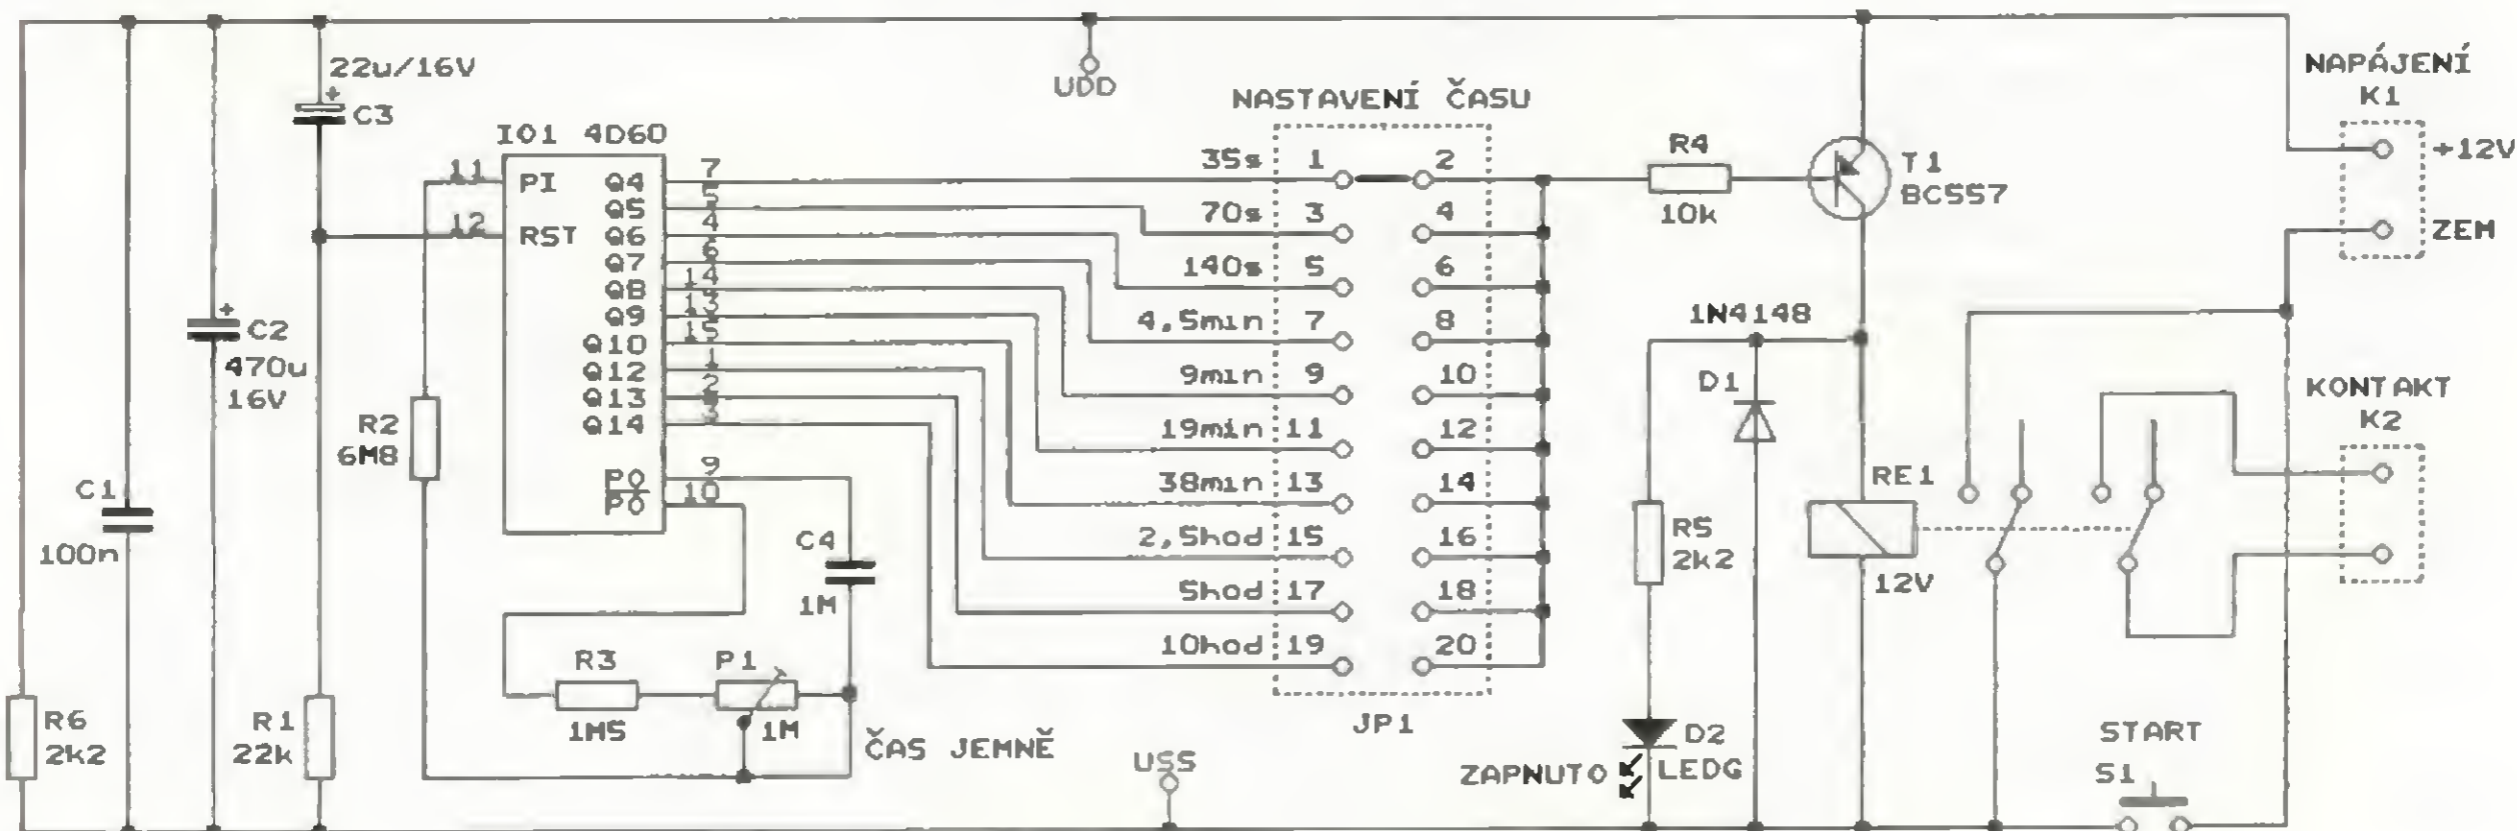 22u/16V
C3
UDD
NASTAVENÍ ČASU
NAPÁJENÍ
K1
+12V
ZEM
IO1 4D60
11 PI
12 RST
Q4 7
Q5 5
Q6 4
Q7 6
Q8 14
Q9 13
Q10 15
Q12 1
Q13 2
Q14 3
PO 9
PO 10
35s 1 2
70s 3 4
140s 5 6
4,5min 7 8
9min 9 10
19min 11 12
38min 13 14
2,5hod 15 16
5hod 17 18
10hod 19 20
JP1
R4
10k
T1
BC557
1N4148
D1
C2
470u
16V
R2
6M8
C1
100n
C4
1M
R5
2k2
RE1
12V
KONTAKT
K2
R3
1M5
P1
1M
ČAS JEMNĚ
R6
2k2
R1
22k
USS
ZAPNUTO
D2
LEDG
START
S1